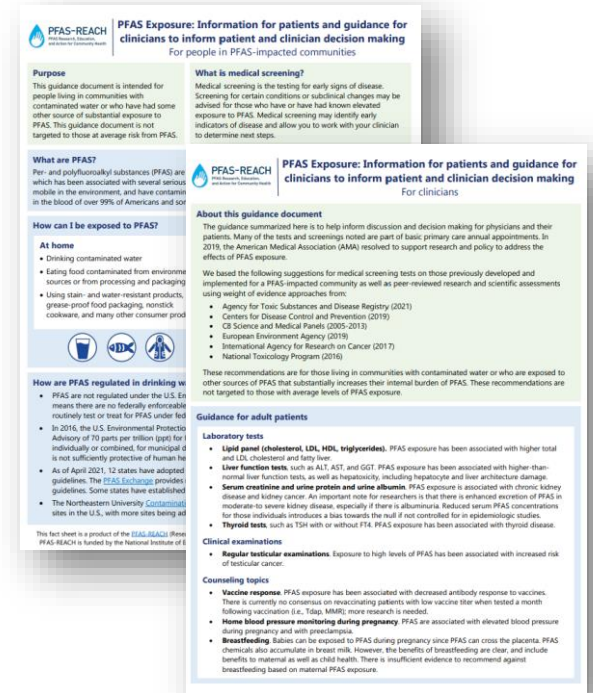 PFAS-REACH
PFAS Research, Education,
and Action for Community Health
PFAS Exposure: Information for patients and guidance for
clinicians to inform patient and clinician decision making
For people in PFAS-impacted communities
Purpose
This guidance document is intended for
people living in communities with
contaminated water or who have had some
other source of substantial exposure to
PFAS. This guidance document is not
targeted to those at average risk from PFAS.
What is medical screening?
Medical screening is the testing for early signs of disease.
Screening for certain conditions or subclinical changes may be
advised for those who have or have had known elevated
exposure to PFAS. Medical screening may identify early
indicators of disease and allow you to work with your clinician
to determine next steps.
What are PFAS?
Per- and polyfluoroalkyl substances (PFAS) are
which has been associated with several serious
mobile in the environment, and have contamin
in the blood of over 99% of Americans and
How can I be exposed to PFAS?
At home
• Drinking contaminated water
• Eating food contaminated from environme
sources or from processing and packaging
• Using stain- and water-resistant products,
grease-proof food packaging, nonstick
cookware, and many other consumer prod
How are PFAS regulated in drinking w
• PFAS are not regulated under the U.S. En
means there are no federally enforceable
routinely test or treat for PFAS under fed
• In 2016, the U.S. Environmental Protectio
Advisory of 70 parts per trillion (ppt) for
individually or combined, for municipal d
is not sufficiently protective of human he
• As of April 2021, 12 states have adopted
guidelines. The PFAS Exchange provides
guidelines. Some states have established
• The Northeastern University Contaminati
sites in the U.S., with more sites being ad
This fact sheet is a product of the PFAS-REACH (Resea
PFAS-REACH is funded by the National Institute of E
PFAS-REACH
PFAS Research, Education,
and Action for Community Health
PFAS Exposure: Information for patients and guidance for
clinicians to inform patient and clinician decision making
For clinicians
About this guidance document
The guidance summarized here is to help inform discussion and decision making for physicians and their
patients. Many of the tests and screenings noted are part of basic primary care annual appointments. In
2019, the American Medical Association (AMA) resolved to support research and policy to address the
effects of PFAS exposure.
We based the following suggestions for medical screening tests on those previously developed and
implemented for a PFAS-impacted community as well as peer-reviewed research and scientific assessments
using weight of evidence approaches from:
• Agency for Toxic Substances and Disease Registry (2021)
• Centers for Disease Control and Prevention (2019)
• C8 Science and Medical Panels (2005-2013)
• European Environment Agency (2019)
• International Agency for Research on Cancer (2017)
• National Toxicology Program (2016)
These recommendations are for those living in communities with contaminated water or who are exposed to
other sources of PFAS that substantially increases their internal burden of PFAS. These recommendations are
not targeted to those with average levels of PFAS exposure.
Guidance for adult patients
Laboratory tests
• Lipid panel (cholesterol, LDL, HDL, triglycerides). PFAS exposure has been associated with higher total
and LDL cholesterol and fatty liver.
• Liver function tests, such as ALT, AST, and GGT. PFAS exposure has been associated with higher-than-
normal liver function tests, as well as hepatoxicity, including hepatocyte and liver architecture damage.
• Serum creatinine and urine protein and urine albumin. PFAS exposure is associated with chronic kidney
disease and kidney cancer. An important note for researchers is that there is enhanced excretion of PFAS in
moderate-to severe kidney disease, especially if there is albuminuria. Reduced serum PFAS concentrations
for those individuals introduces a bias towards the null if not controlled for in epidemiologic studies.
• Thyroid tests, such as TSH with or without FT4. PFAS exposure has been associated with thyroid disease.
Clinical examinations
• Regular testicular examinations. Exposure to high levels of PFAS has been associated with increased risk
of testicular cancer.
Counseling topics
• Vaccine response. PFAS exposure has been associated with decreased antibody response to vaccines.
There is currently no consensus on revaccinating patients with low vaccine titer when tested a month
following vaccination (i.e., Tdap, MMR); more research is needed.
• Home blood pressure monitoring during pregnancy. PFAS are associated with elevated blood pressure
during pregnancy and with preeclampsia.
• Breastfeeding. Babies can be exposed to PFAS during pregnancy since PFAS can cross the placenta. PFAS
chemicals also accumulate in breast milk. However, the benefits of breastfeeding are clear, and include
benefits to maternal as well as child health. There is insufficient evidence to recommend against
breastfeeding based on maternal PFAS exposure.